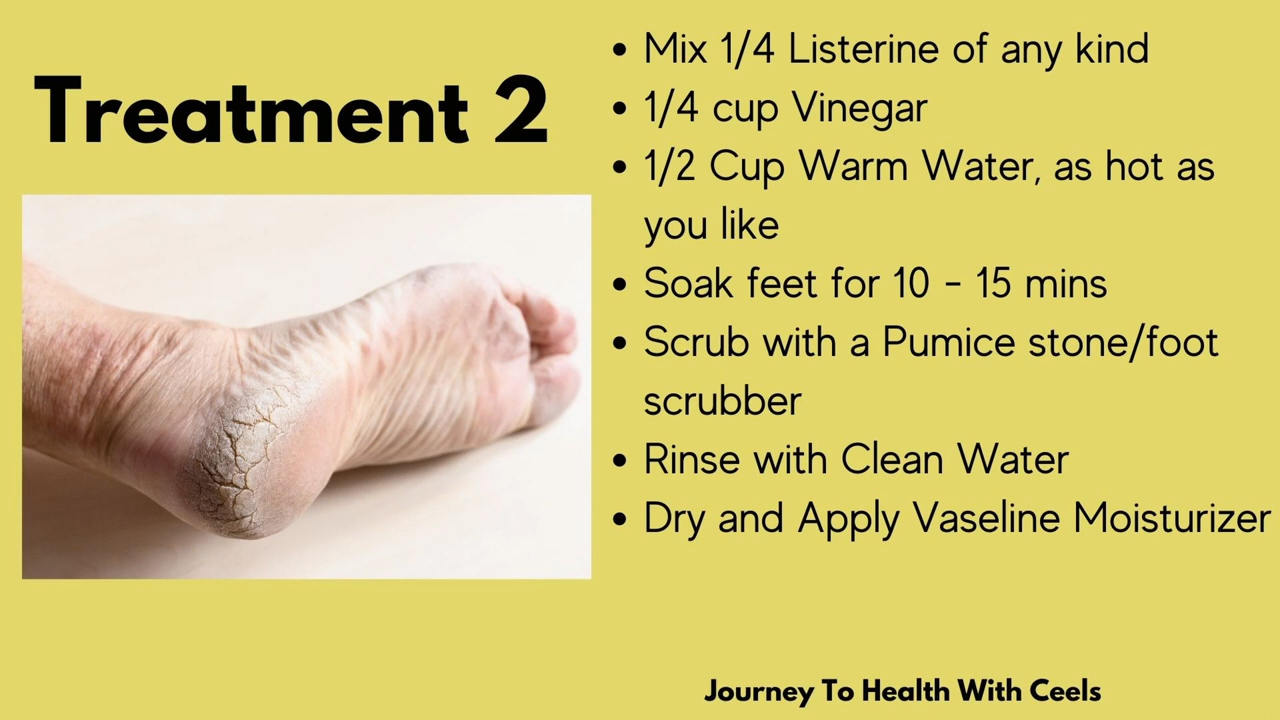 Treatment 2
• Mix 1/4 Listerine of any kind
• 1/4 cup Vinegar
• 1/2 Cup Warm Water, as hot as
you like
• Soak feet for 10 - 15 mins
• Scrub with a Pumice stone/foot
scrubber
• Rinse with Clean Water
• Dry and Apply Vaseline Moisturizer
Journey To Health With Ceels